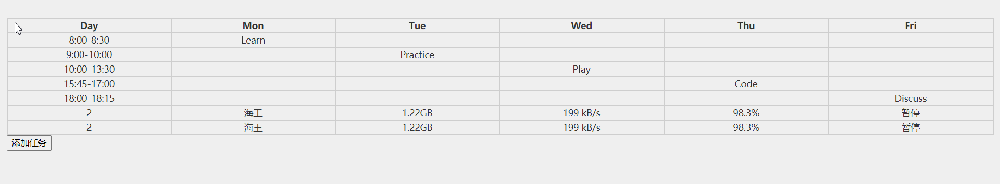 Day Mon Tue Wed Thu Fri
8:00-8:30 Learn
9:00-10:00 Practice
10:00-13:30 Play
15:45-17:00 Code
18:00-18:15 Discuss
2 海王 1.22GB 199 kB/s 98.3% 暂停
2 海王 1.22GB 199 kB/s 98.3% 暂停
添加任务